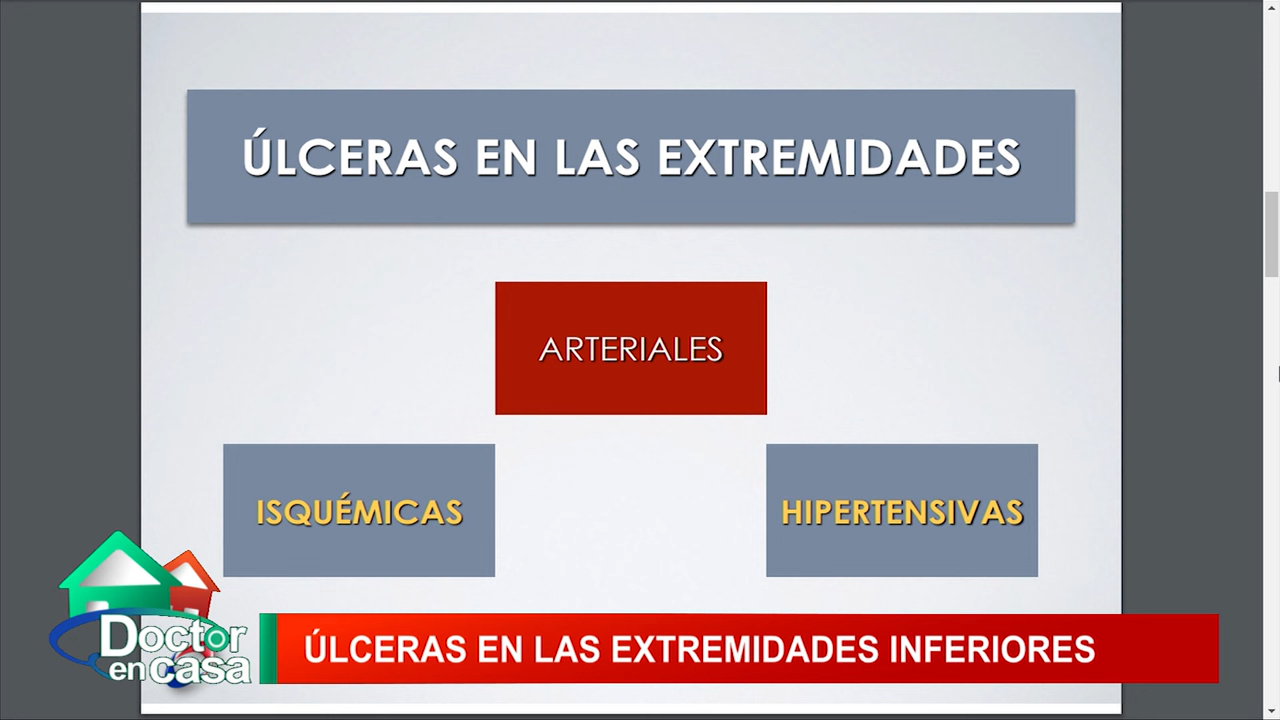 ÚLCERAS EN LAS EXTREMIDADES
ARTERIALES
ISQUÉMICAS
HIPERTENSIVAS
Doctor
en casa
ÚLCERAS EN LAS EXTREMIDADES INFERIORES